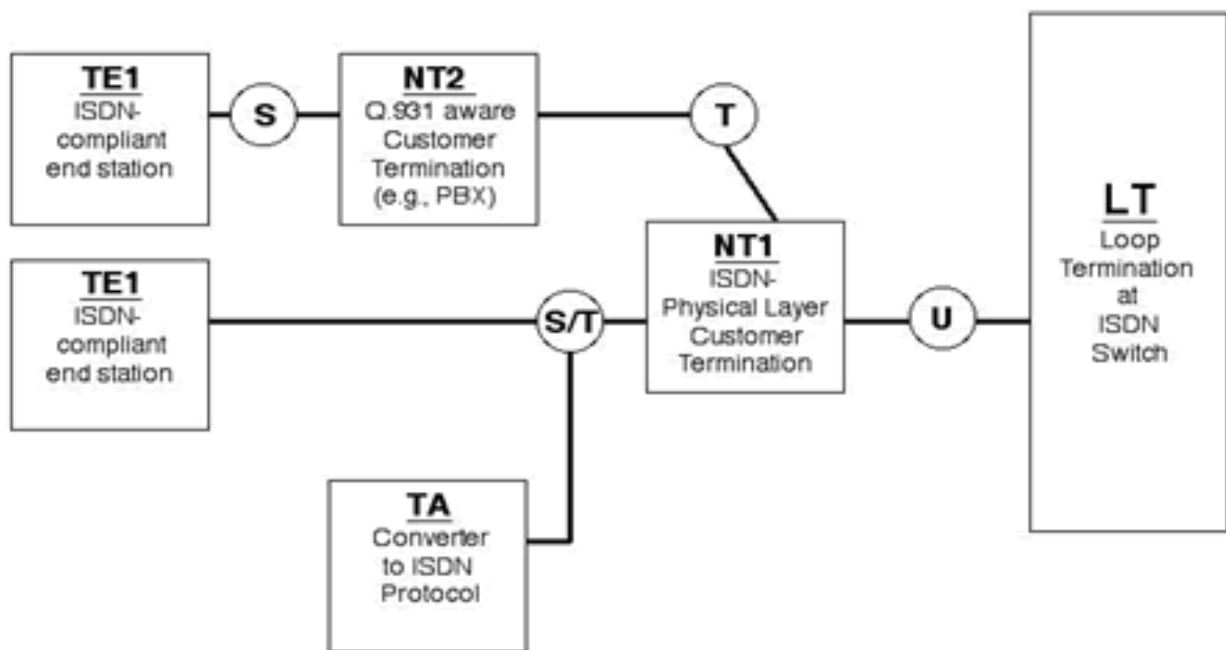 TE1
ISDN-
compliant
end station
S
NT2
Q.931 aware
Customer
Termination
(e.g., PBX)
T
TE1
ISDN-
compliant
end station
S/T
NT1
ISDN-
Physical Layer
Customer
Termination
U
LT
Loop
Termination
at
ISDN
Switch
TA
Converter
to ISDN
Protocol